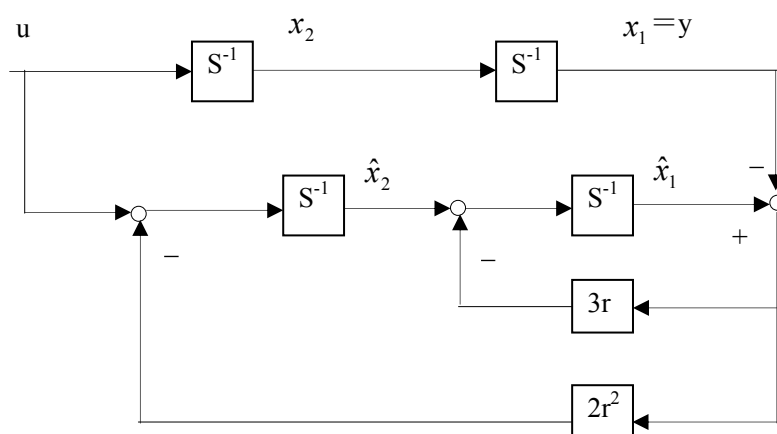 u
x₂
x₁=y
S⁻¹
S⁻¹
−
S⁻¹
x̂₂
S⁻¹
x̂₁
+
−
−
3r
2r²